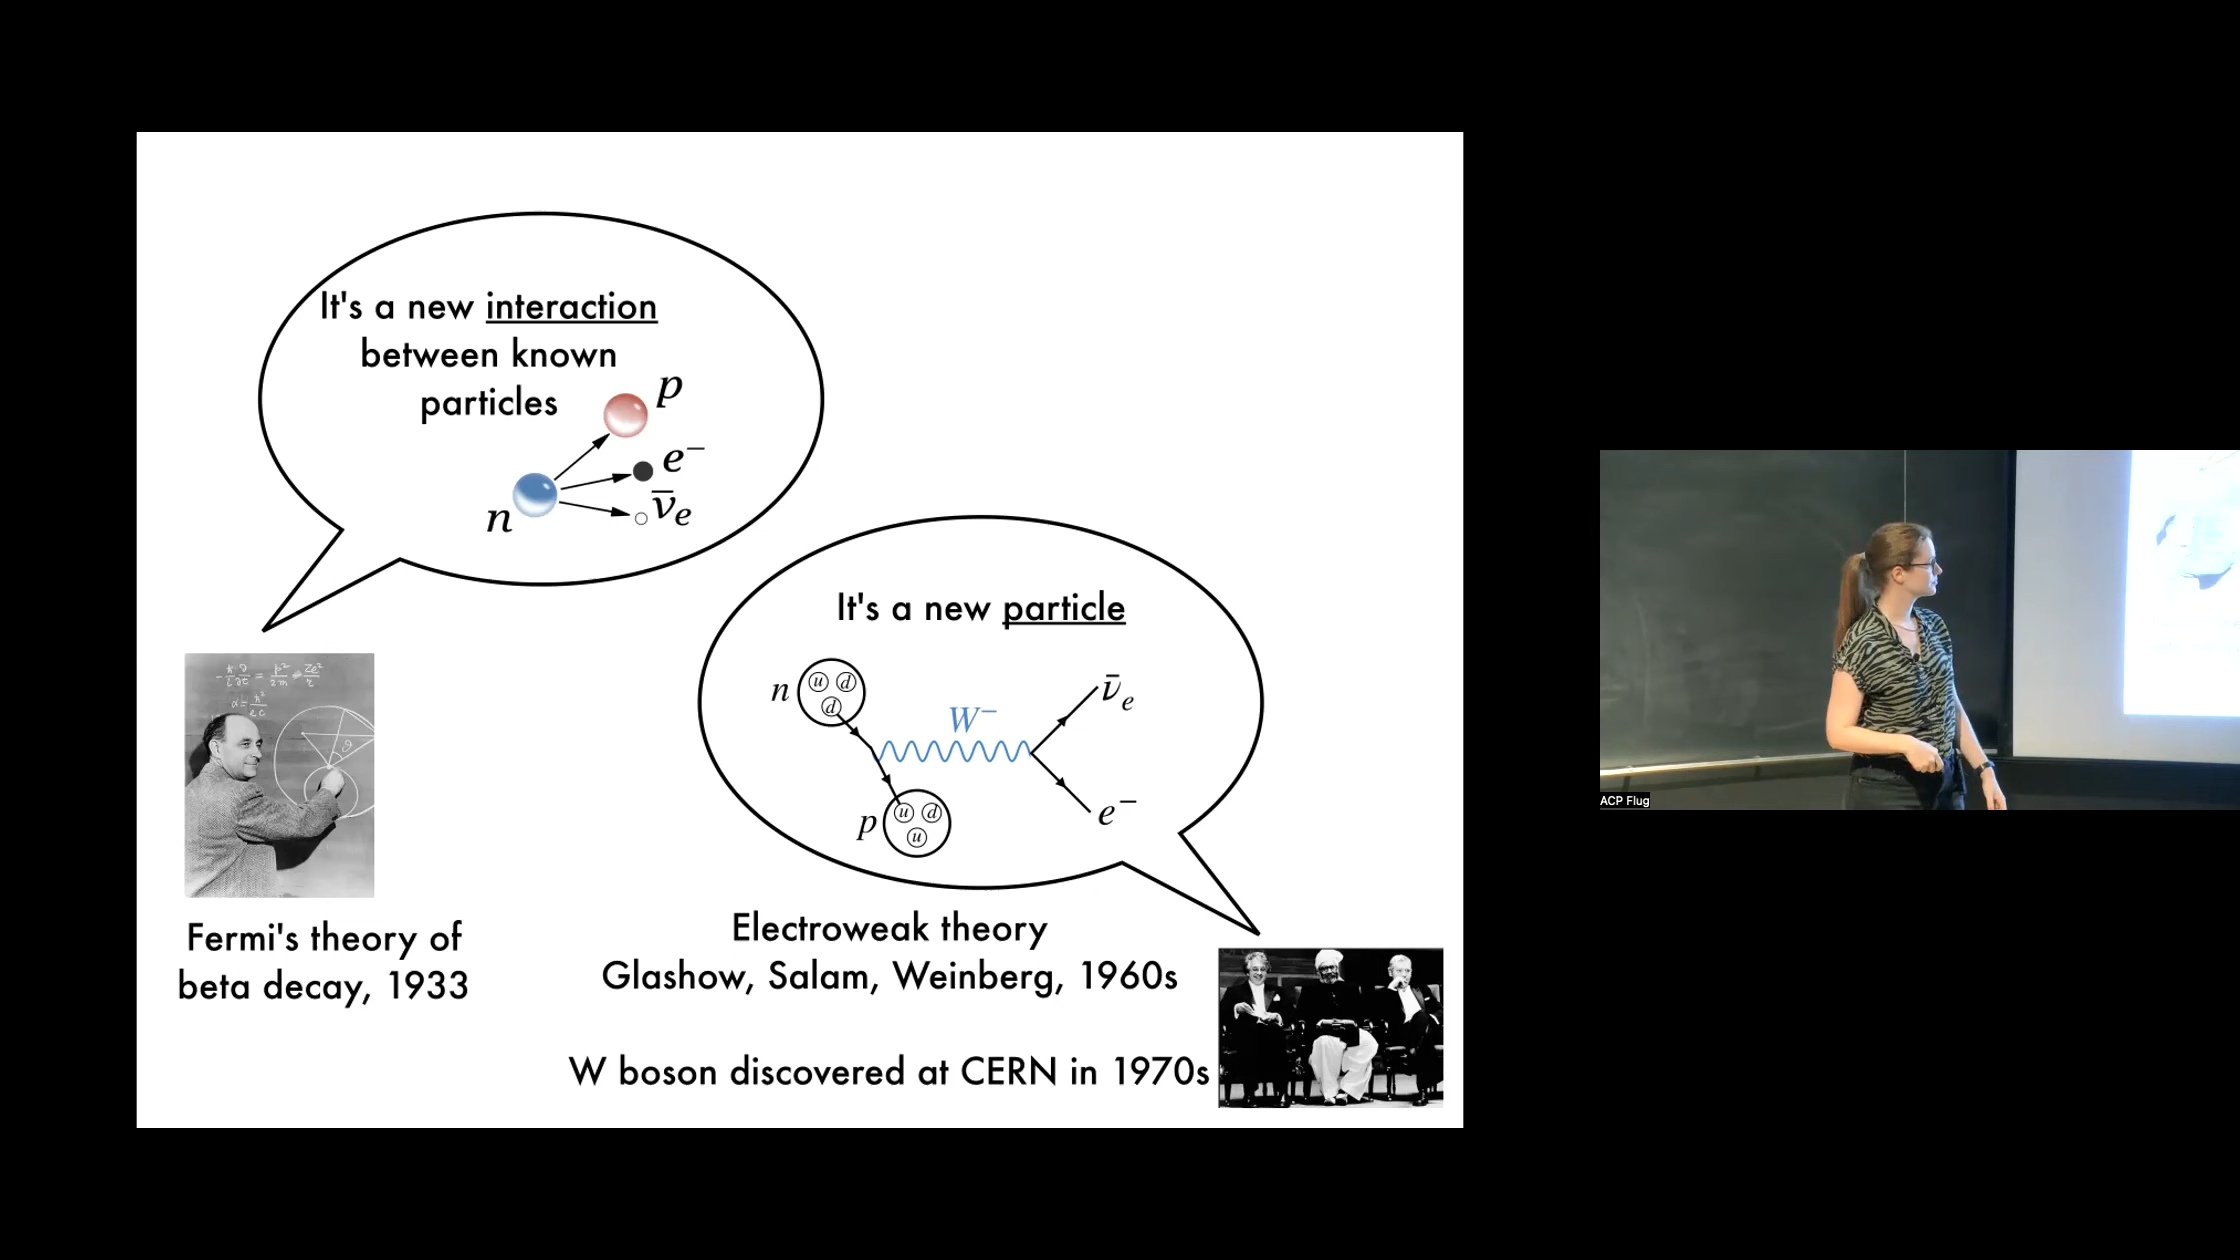 It's a new interaction
between known
particles
p
e⁻
ν̅ₑ
n
It's a new particle
n
u d
d
W⁻
ν̅ₑ
e⁻
p
u d
u
Fermi's theory of
beta decay, 1933
Electroweak theory
Glashow, Salam, Weinberg, 1960s
W boson discovered at CERN in 1970s
ACP Flug